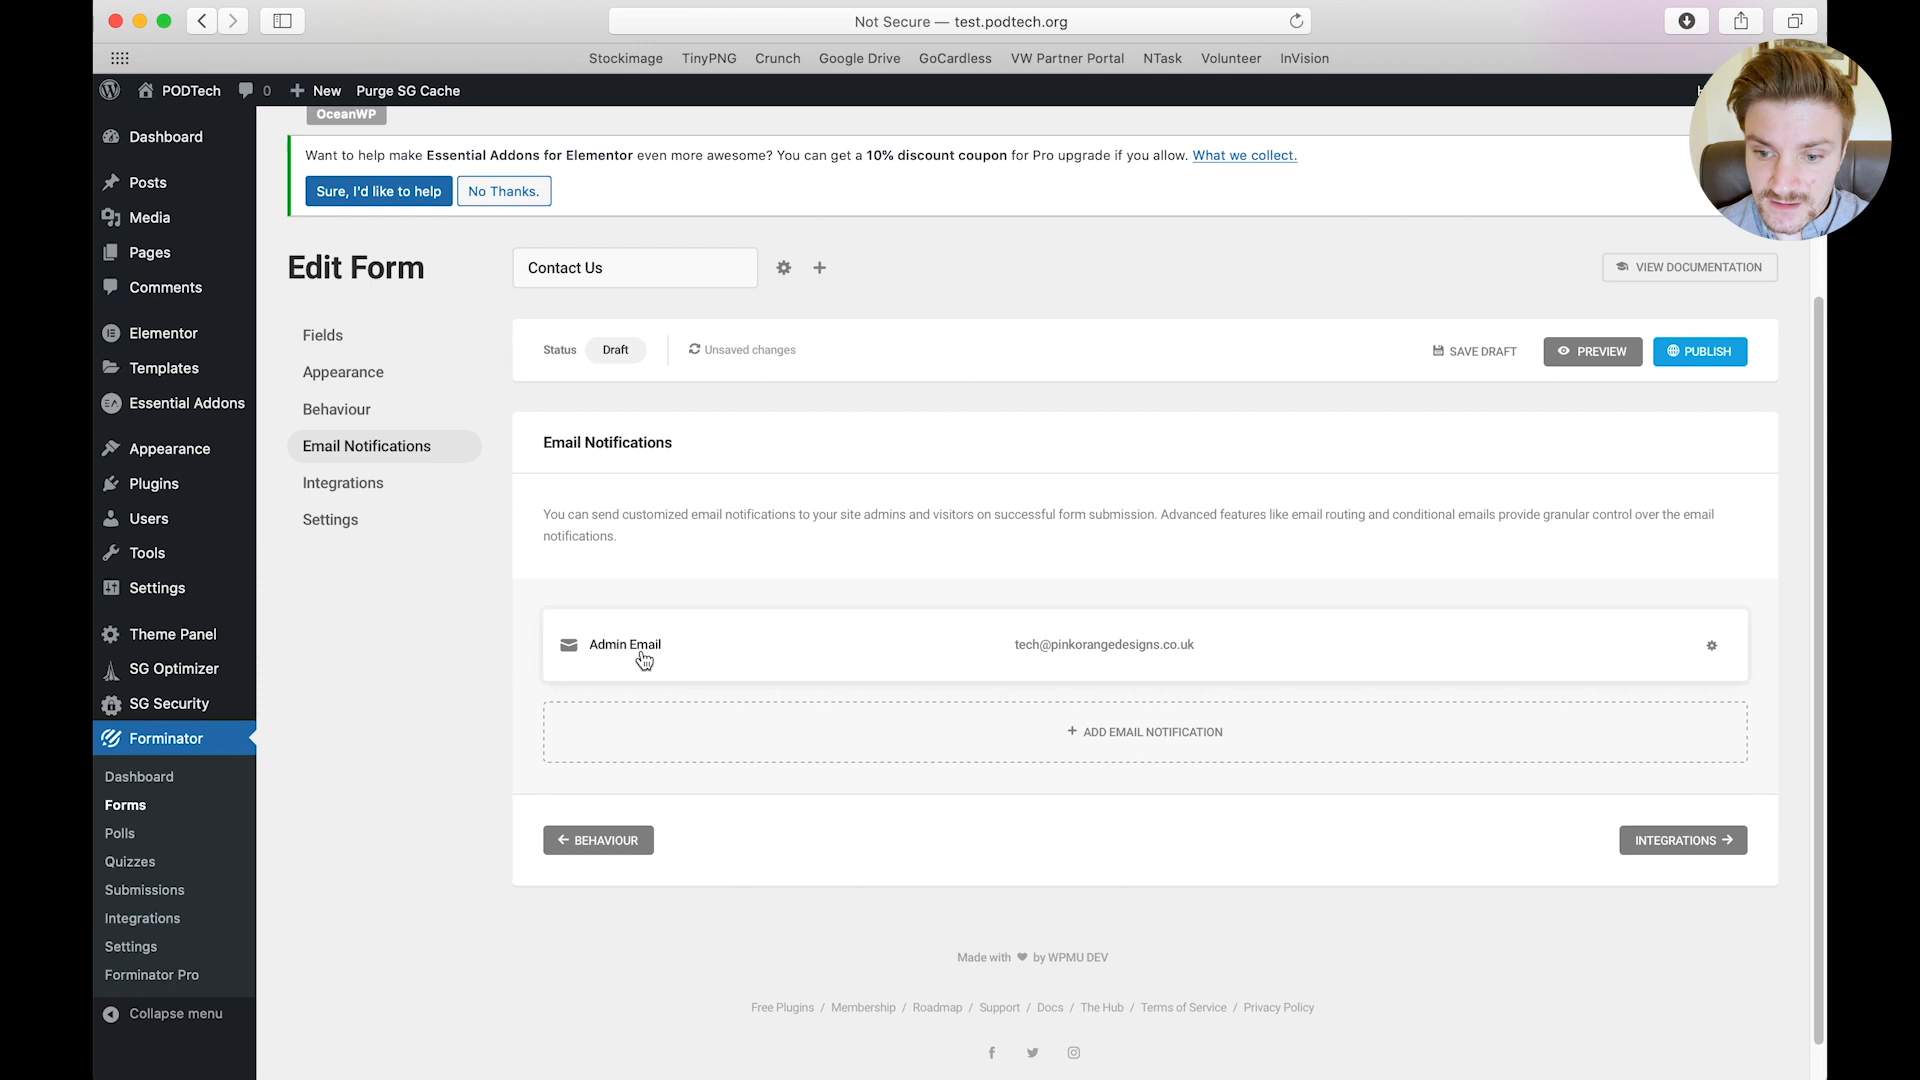 Not Secure — test.podtech.org
Stockimage TinyPNG Crunch Google Drive GoCardless VW Partner Portal NTask Volunteer InVision
PODTech 0 New Purge SG Cache
OceanWP
Want to help make Essential Addons for Elementor even more awesome? You can get a 10% discount coupon for Pro upgrade if you allow. What we collect.
Sure, I'd like to help No Thanks.
Dashboard
Posts
Media
Pages
Comments
Elementor
Templates
Essential Addons
Appearance
Plugins
Users
Tools
Settings
Theme Panel
SG Optimizer
SG Security
Forminator
Dashboard
Forms
Polls
Quizzes
Submissions
Integrations
Settings
Forminator Pro
Collapse menu
Edit Form
Contact Us
VIEW DOCUMENTATION
Fields
Appearance
Behaviour
Email Notifications
Integrations
Settings
Status Draft Unsaved changes SAVE DRAFT PREVIEW PUBLISH
Email Notifications
You can send customized email notifications to your site admins and visitors on successful form submission. Advanced features like email routing and conditional emails provide granular control over the email
notifications.
Admin Email tech@pinkorangedesigns.co.uk
+ ADD EMAIL NOTIFICATION
← BEHAVIOUR
INTEGRATIONS →
Made with ♥ by WPMU DEV
Free Plugins / Membership / Roadmap / Support / Docs / The Hub / Terms of Service / Privacy Policy